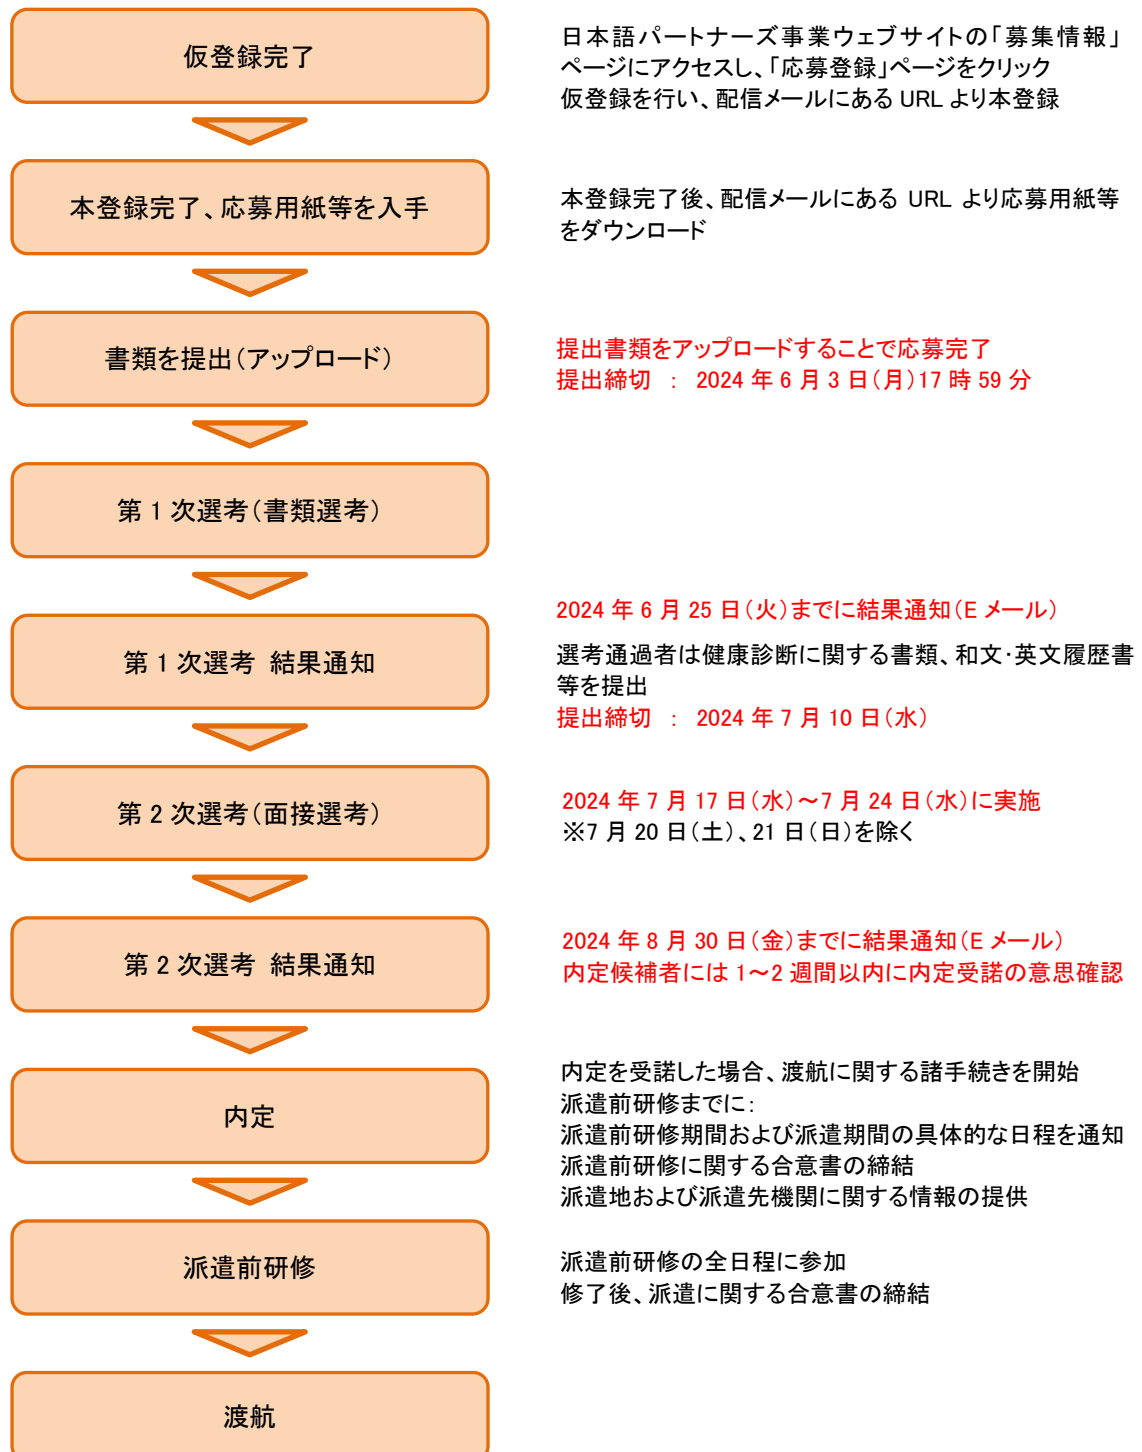 仮登録完了
日本語パートナーズ事業ウェブサイトの「募集情報」
ページにアクセスし、「応募登録」ページをクリック
仮登録を行い、配信メールにある URL より本登録
本登録完了、応募用紙等を入手
本登録完了後、配信メールにある URL より応募用紙等
をダウンロード
書類を提出（アップロード）
提出書類をアップロードすることで応募完了
提出締切 ： 2024 年 6 月 3 日（月）17 時 59 分
第 1 次選考（書類選考）
第 1 次選考 結果通知
2024 年 6 月 25 日（火）までに結果通知（E メール）
選考通過者は健康診断に関する書類、和文・英文履歴書
等を提出
提出締切 ： 2024 年 7 月 10 日（水）
第 2 次選考（面接選考）
2024 年 7 月 17 日（水）～7 月 24 日（水）に実施
※7 月 20 日（土）、21 日（日）を除く
第 2 次選考 結果通知
2024 年 8 月 30 日（金）までに結果通知（E メール）
内定候補者には 1～2 週間以内に内定受諾の意思確認
内定
内定を受諾した場合、渡航に関する諸手続きを開始
派遣前研修までに：
派遣前研修期間および派遣期間の具体的な日程を通知
派遣前研修に関する合意書の締結
派遣地および派遣先機関に関する情報の提供
派遣前研修
派遣前研修の全日程に参加
修了後、派遣に関する合意書の締結
渡航